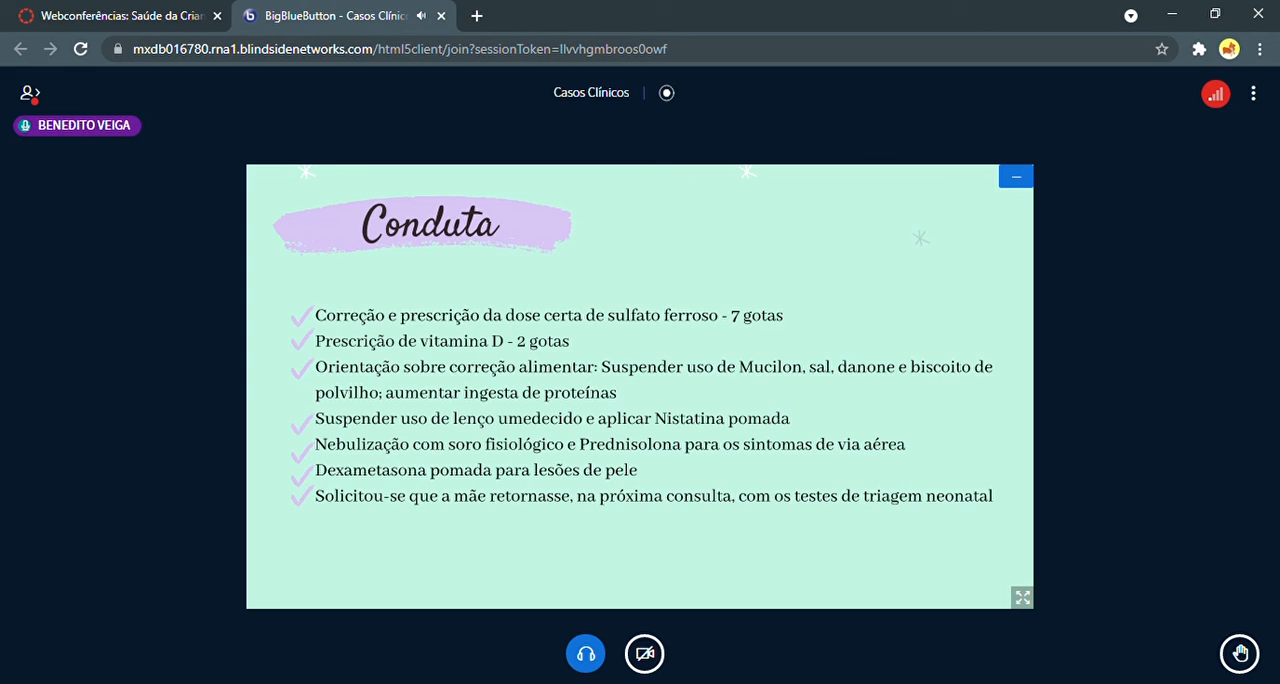 Webconferências: Saúde da Crian
BigBlueButton - Casos Clínic
mxdb016780.rna1.blindsidenetworks.com/html5client/join?sessionToken=llvvhgmbroos0owf
Casos Clínicos
BENEDITO VEIGA
Conduta
Correção e prescrição da dose certa de sulfato ferroso - 7 gotas
Prescrição de vitamina D - 2 gotas
Orientação sobre correção alimentar: Suspender uso de Mucilon, sal, danone e biscoito de
polvilho; aumentar ingesta de proteínas
Suspender uso de lenço umedecido e aplicar Nistatina pomada
Nebulização com soro fisiológico e Prednisolona para os sintomas de via aérea
Dexametasona pomada para lesões de pele
Solicitou-se que a mãe retornasse, na próxima consulta, com os testes de triagem neonatal